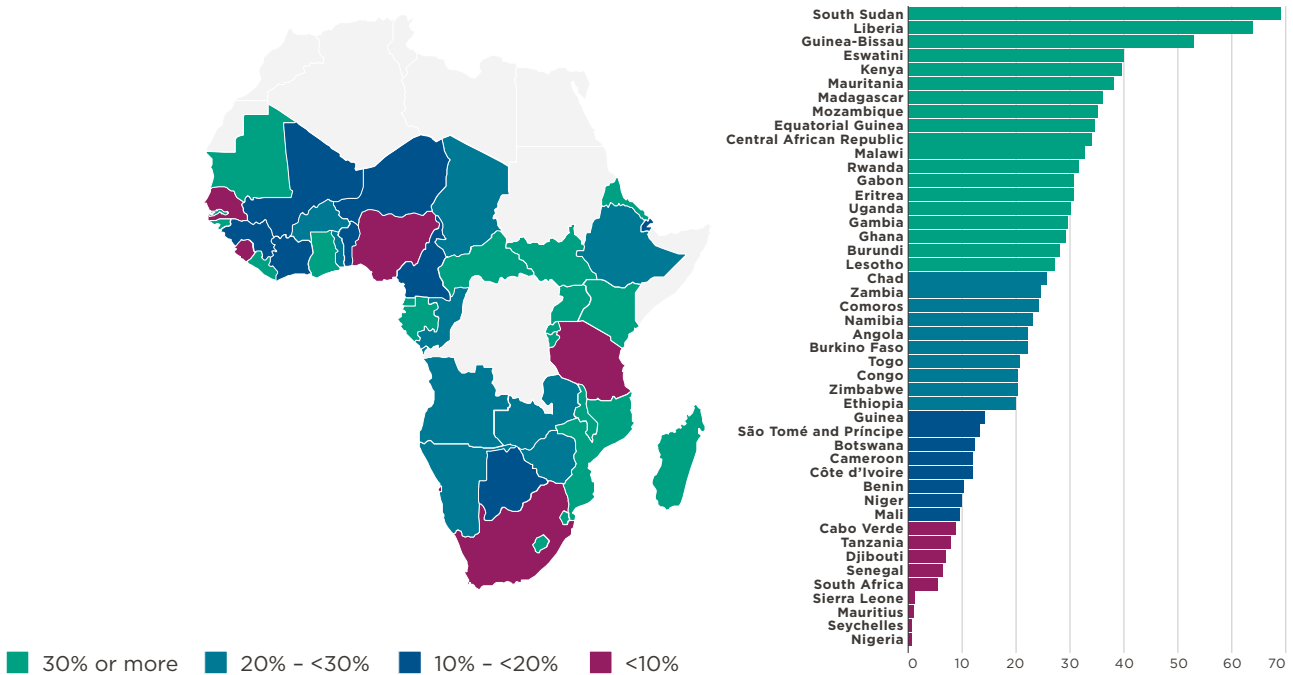 South Sudan
Liberia
Guinea-Bissau
Eswatini
Kenya
Mauritania
Madagascar
Mozambique
Equatorial Guinea
Central African Republic
Malawi
Rwanda
Gabon
Eritrea
Uganda
Gambia
Ghana
Burundi
Lesotho
Chad
Zambia
Comoros
Namibia
Angola
Burkino Faso
Togo
Congo
Zimbabwe
Ethiopia
Guinea
São Tomé and Príncipe
Botswana
Cameroon
Côte d’Ivoire
Benin
Niger
Mali
Cabo Verde
Tanzania
Djibouti
Senegal
South Africa
Sierra Leone
Mauritius
Seychelles
Nigeria
0 10 20 30 40 50 60 70
30% or more 20% – <30% 10% – <20% <10%